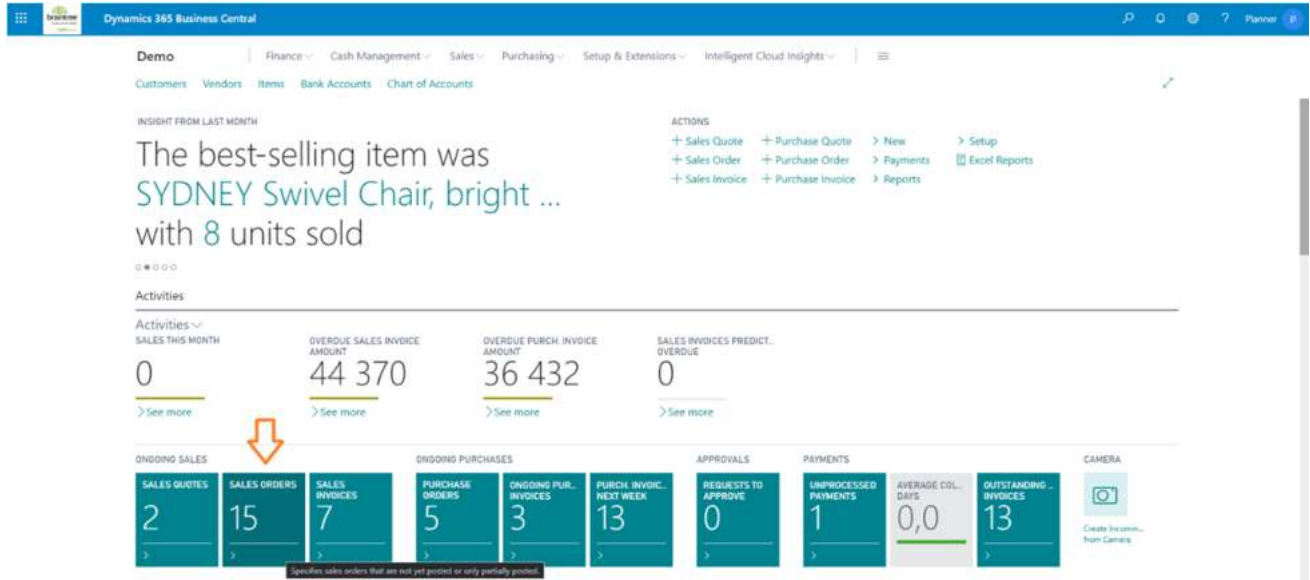 braintree
Dynamics 365 Business Central
?
Planner
P
Demo
Finance
Cash Management
Sales
Purchasing
Setup & Extensions
Intelligent Cloud Insights
Customers
Vendors
Items
Bank Accounts
Chart of Accounts
INSIGHT FROM LAST MONTH
The best-selling item was
SYDNEY Swivel Chair, bright ...
with 8 units sold
ACTIONS
+ Sales Quote
+ Purchase Quote
> New
> Setup
+ Sales Order
+ Purchase Order
> Payments
Excel Reports
+ Sales Invoice
+ Purchase Invoice
> Reports
Activities
Activities
SALES THIS MONTH
0
>See more
OVERDUE SALES INVOICE
AMOUNT
44 370
>See more
OVERDUE PURCH. INVOICE
AMOUNT
36 432
>See more
SALES INVOICES PREDICT...
OVERDUE
0
>See more
ONGOING SALES
SALES QUOTES
2
>
SALES ORDERS
15
>
SALES
INVOICES
7
>
ONGOING PURCHASES
PURCHASE
ORDERS
5
>
ONGOING PUR...
INVOICES
3
>
PURCH. INVOIC...
NEXT WEEK
13
>
APPROVALS
REQUESTS TO
APPROVE
0
>
PAYMENTS
UNPROCESSED
PAYMENTS
1
>
AVERAGE COL...
DAYS
0,0
OUTSTANDING ...
INVOICES
13
>
CAMERA
Create Incomin...
from Camera
Specifies sales orders that are not yet posted or only partially posted.